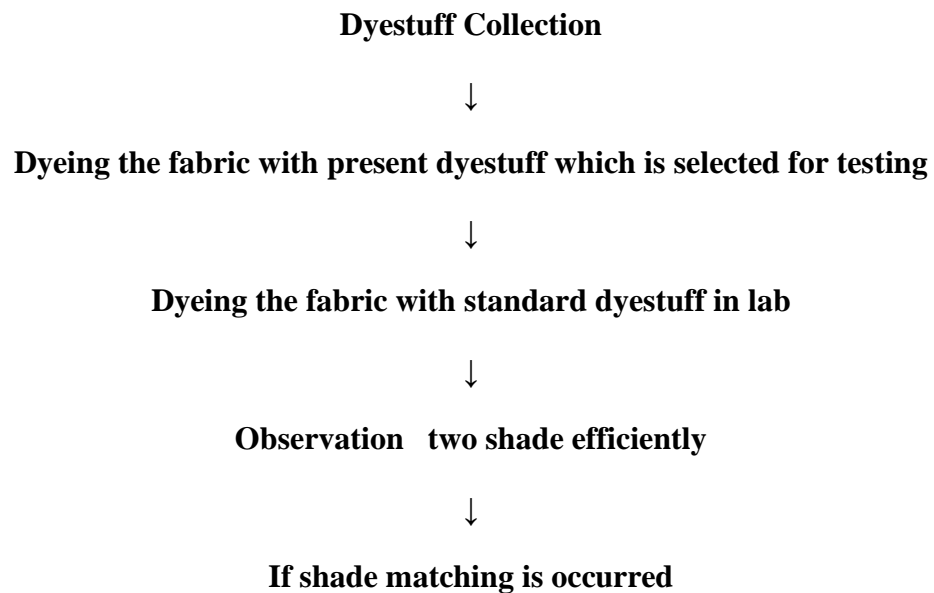 Dyestuff Collection
↓
Dyeing the fabric with present dyestuff which is selected for testing
↓
Dyeing the fabric with standard dyestuff in lab
↓
Observation   two shade efficiently
↓
If shade matching is occurred